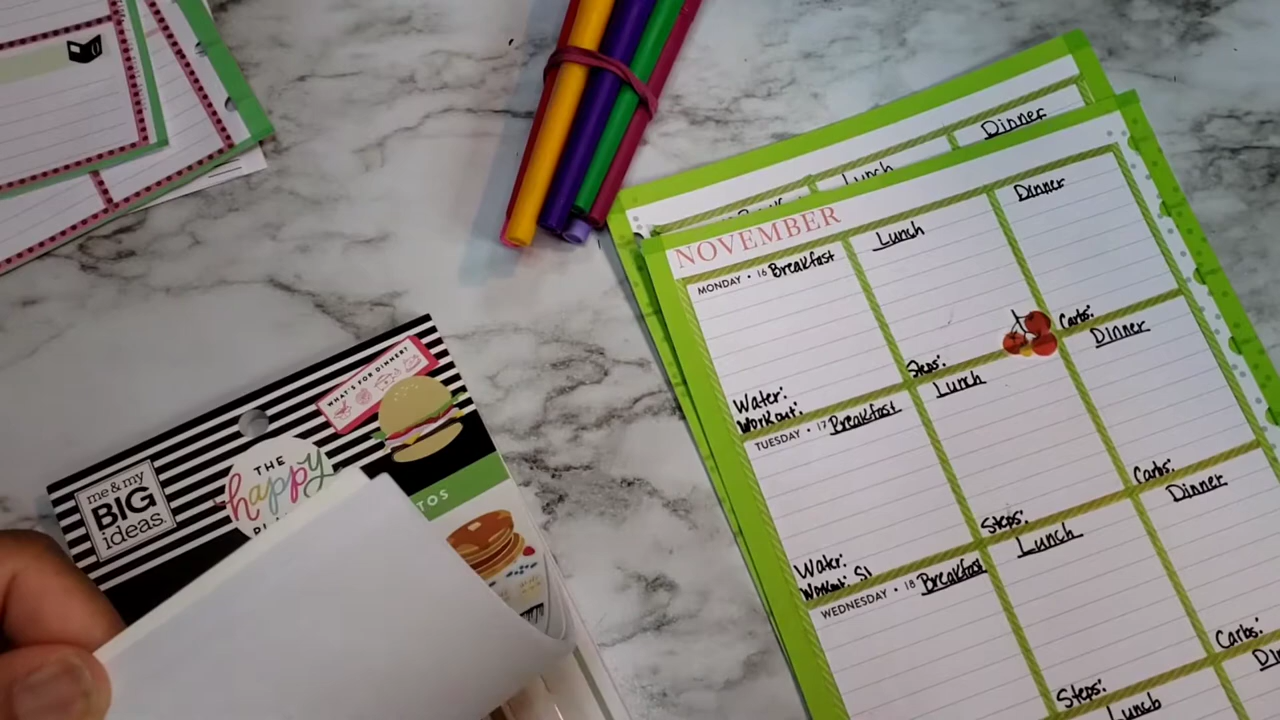 Dinner
Lunch
NOVEMBER
Dinner
Lunch
MONDAY • 16 Breakfast
Carbs:
Steps:
Water:
Workout:
Dinner
Lunch
TUESDAY • 17 Breakfast
Carbs:
Steps:
Water:
Workout: S1
Dinner
Lunch
WEDNESDAY • 18 Breakfast
Carbs:
Steps:
Lunch
WHAT'S FOR DINNER?
me & my
BIG
ideas.
THE
happy